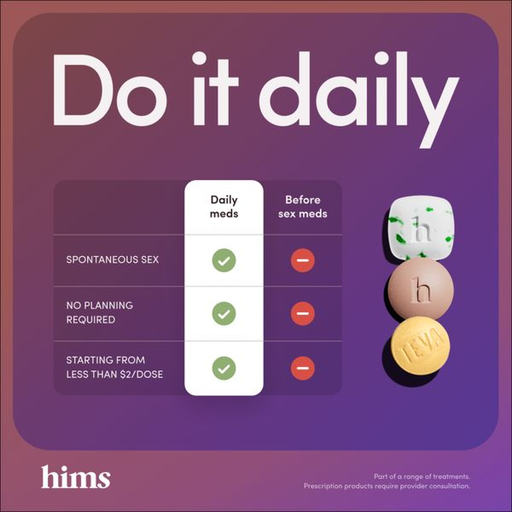 Do it daily
Daily
meds
Before
sex meds
SPONTANEOUS SEX
NO PLANNING
REQUIRED
STARTING FROM
LESS THAN $2/DOSE
h
h
TEVA
hims
Part of a range of treatments.
Prescription products require provider consultation.